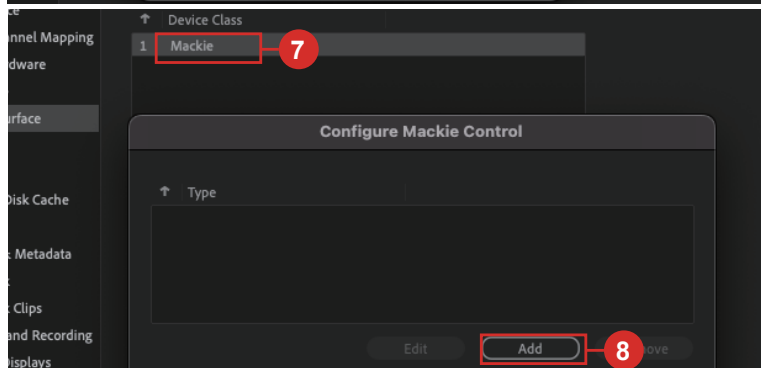 ↑ Device Class
nnel Mapping
1 Mackie
7
dware
urface
Configure Mackie Control
↑ Type
Disk Cache
Metadata
Clips
and Recording
Edit
Add
8
ove
Displays